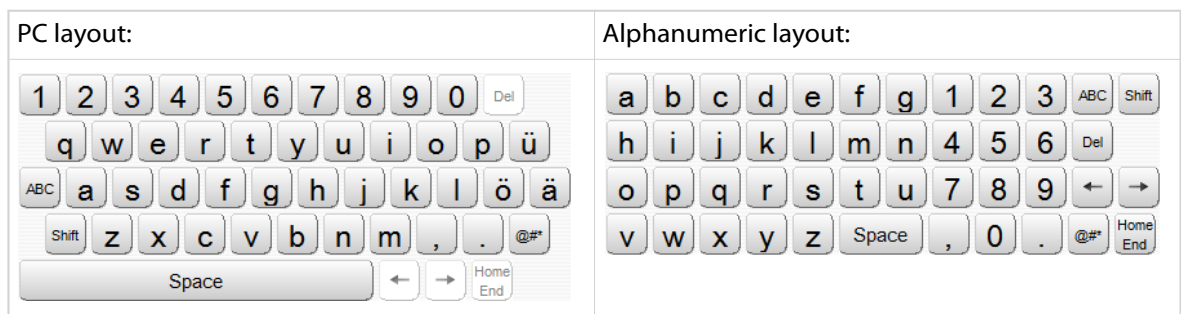 PC layout:
1 2 3 4 5 6 7 8 9 0 Del
q w e r t y u i o p ü
ABC a s d f g h j k l ö ä
Shift z x c v b n m , . @#*
Space ← → Home End
Alphanumeric layout:
a b c d e f g 1 2 3 ABC Shift
h i j k l m n 4 5 6 Del
o p q r s t u 7 8 9 ← →
v w x y z Space , 0 . @#* Home End